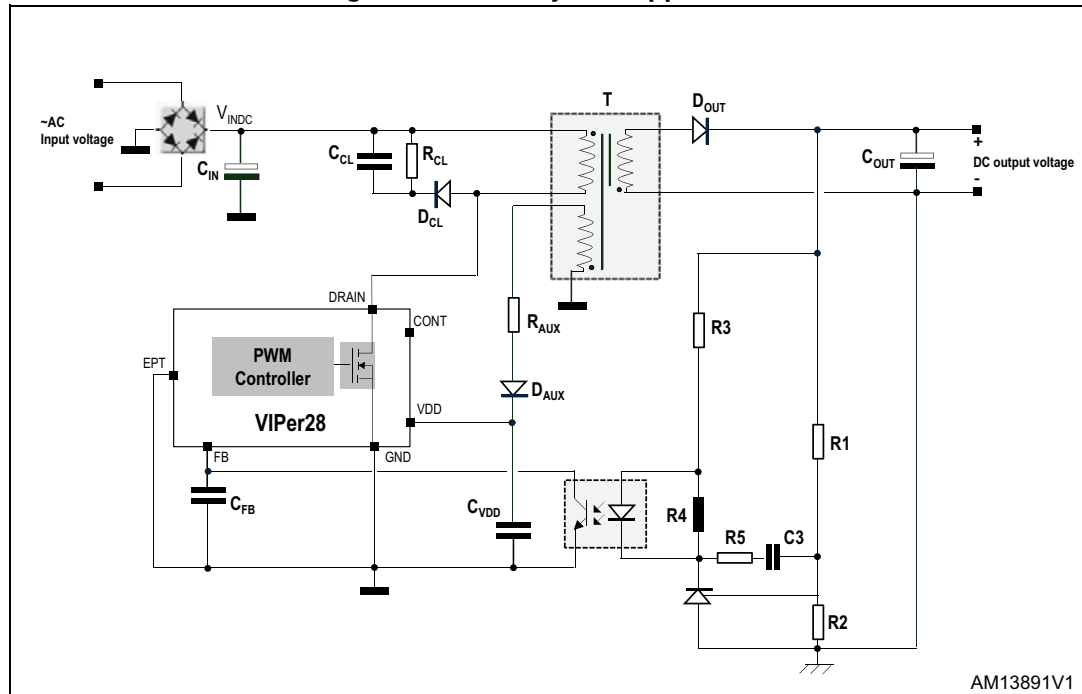 T
D_OUT
~AC
Input voltage
V_INDC
C_IN
C_CL
R_CL
D_CL
C_OUT
+
DC output voltage
-
DRAIN
CONT
EPT
PWM
Controller
VIPer28
VDD
FB
GND
R_AUX
D_AUX
R3
R1
C_FB
C_VDD
R4
R5
C3
R2
AM13891V1